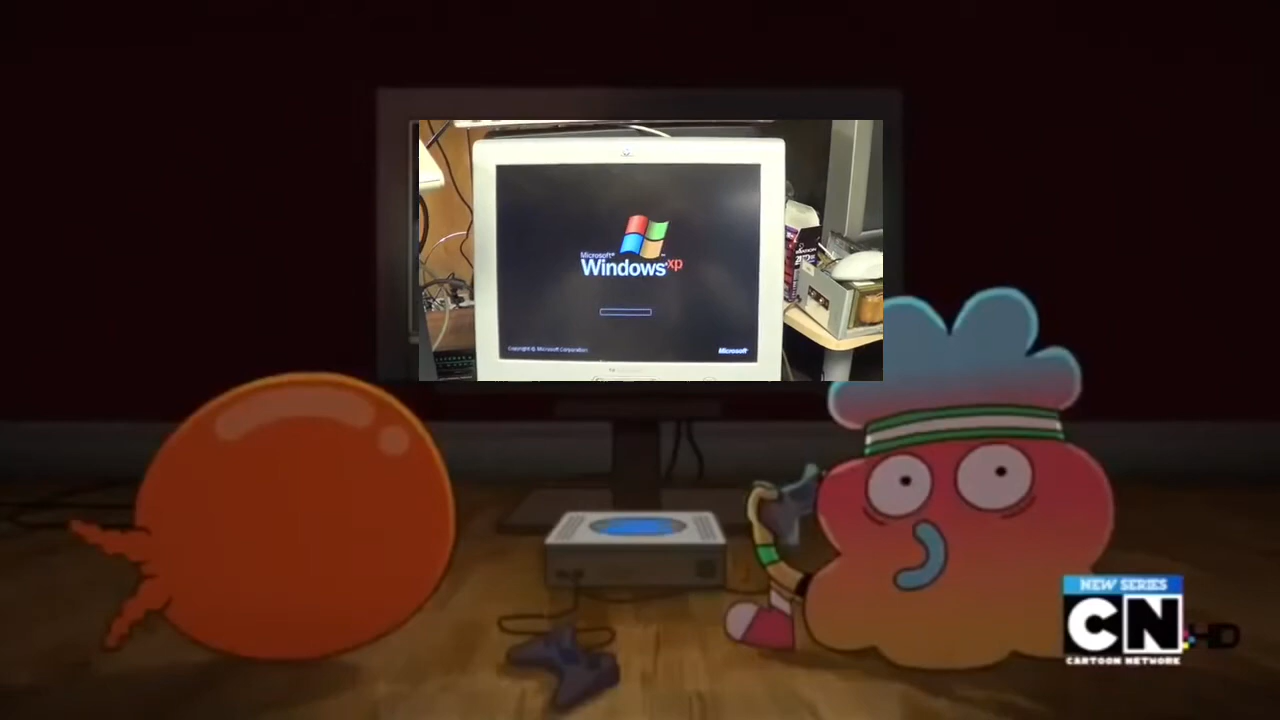 Microsoft®
Windows xp
Copyright © Microsoft Corporation
Microsoft
NEW SERIES
CN HD
CARTOON NETWORK